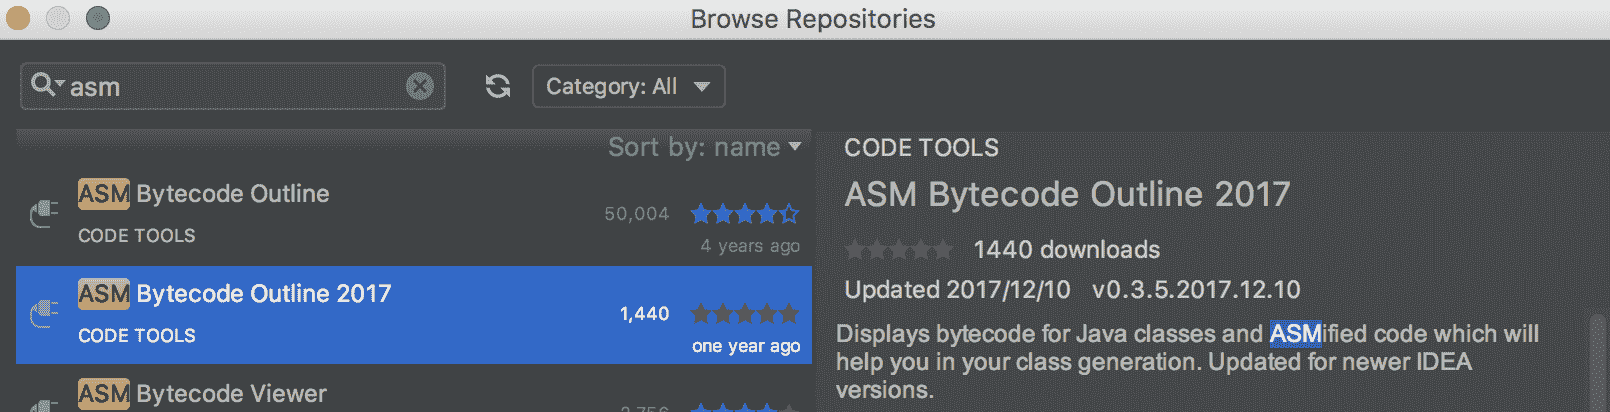 Browse Repositories
asm
Category: All
Sort by: name
ASM Bytecode Outline
50,004
CODE TOOLS
4 years ago
ASM Bytecode Outline 2017
1,440
CODE TOOLS
one year ago
ASM Bytecode Viewer
2,756
CODE TOOLS
ASM Bytecode Outline 2017
1440 downloads
Updated 2017/12/10 v0.3.5.2017.12.10
Displays bytecode for Java classes and ASMified code which will
help you in your class generation. Updated for newer IDEA
versions.